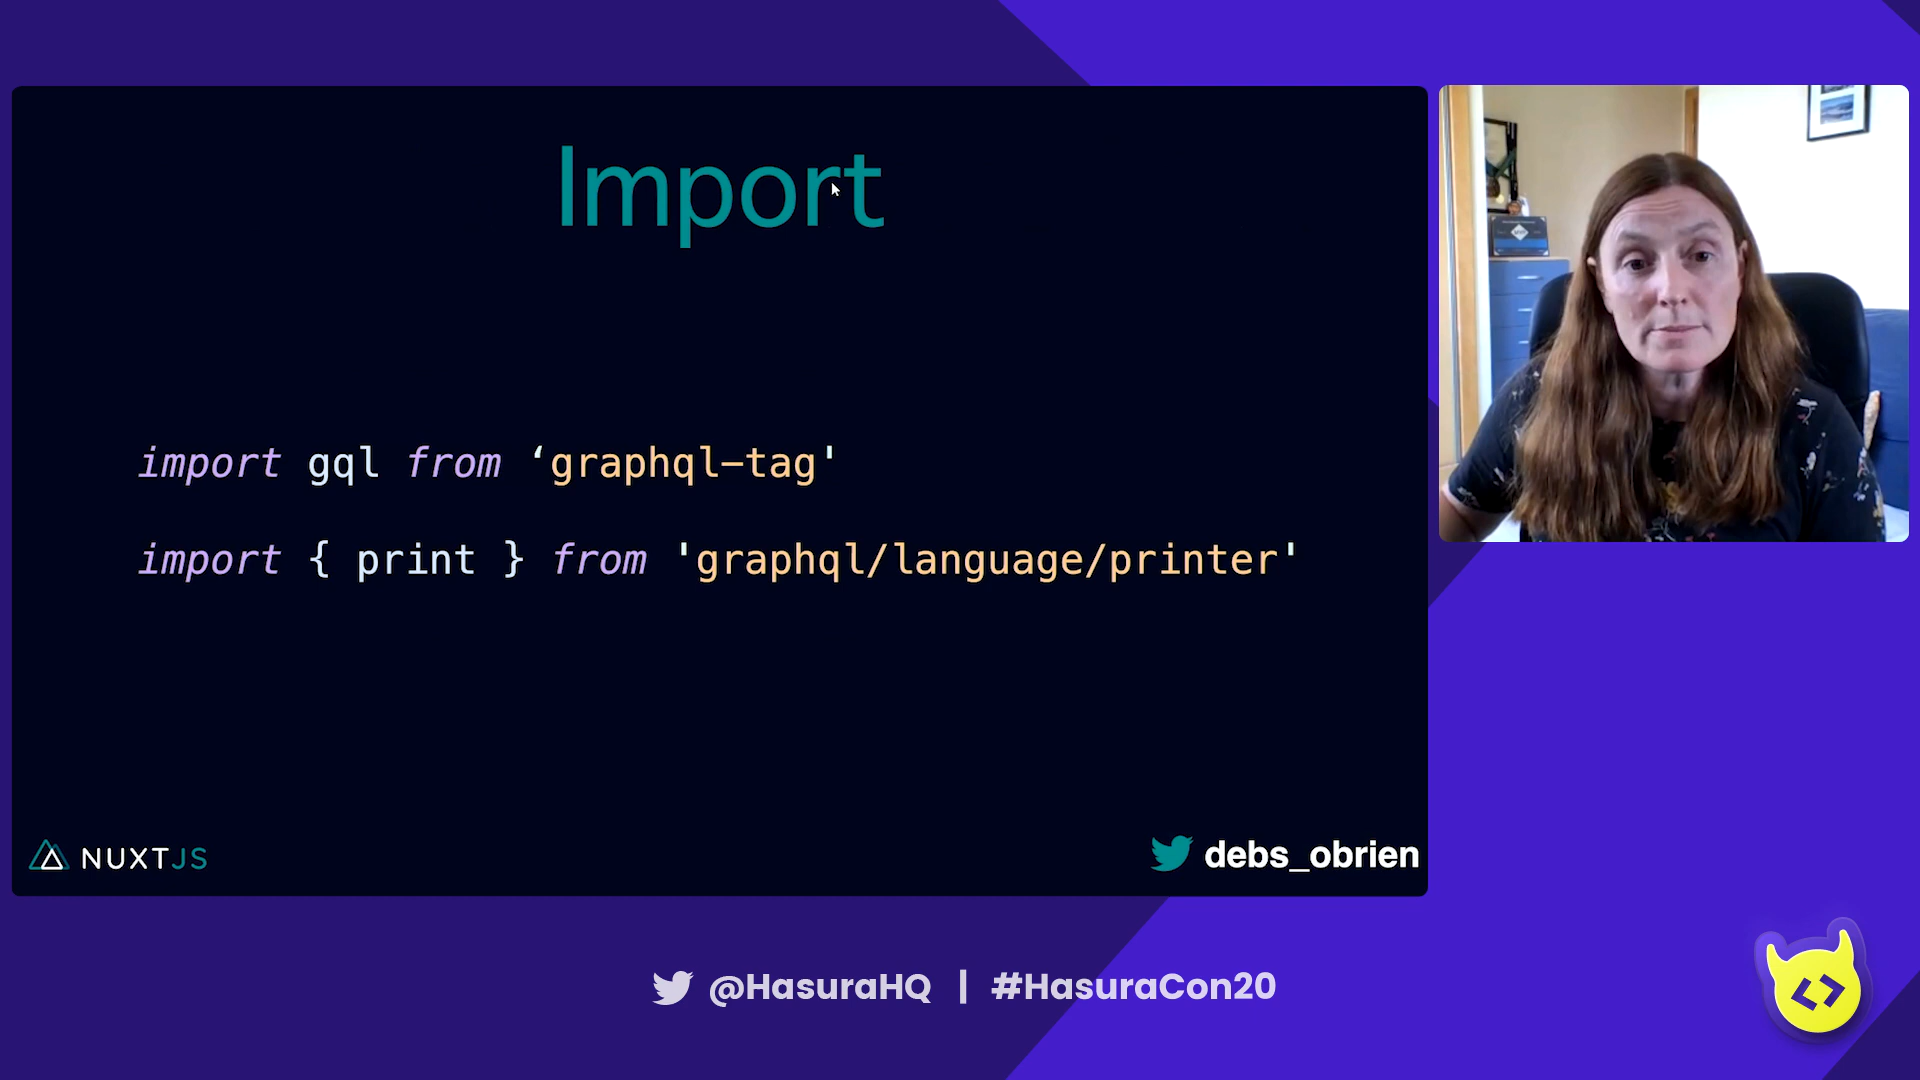 Import
import gql from ‘graphql-tag'
import { print } from 'graphql/language/printer'
NUXTJS
debs_obrien
@HasuraHQ | #HasuraCon20